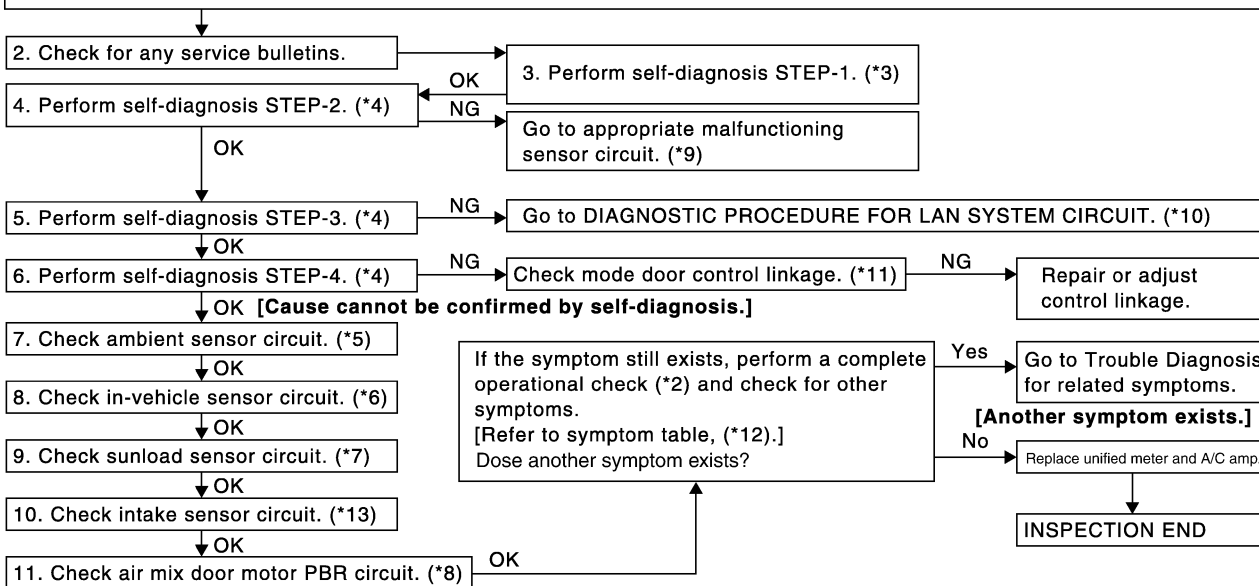 2. Check for any service bulletins.
3. Perform self-diagnosis STEP-1. (*3)
OK
4. Perform self-diagnosis STEP-2. (*4)
NG
Go to appropriate malfunctioning
sensor circuit. (*9)
OK
5. Perform self-diagnosis STEP-3. (*4)
NG
Go to DIAGNOSTIC PROCEDURE FOR LAN SYSTEM CIRCUIT. (*10)
OK
6. Perform self-diagnosis STEP-4. (*4)
NG
Check mode door control linkage. (*11)
NG
Repair or adjust
control linkage.
OK
[Cause cannot be confirmed by self-diagnosis.]
7. Check ambient sensor circuit. (*5)
OK
8. Check in-vehicle sensor circuit. (*6)
OK
9. Check sunload sensor circuit. (*7)
OK
10. Check intake sensor circuit. (*13)
OK
11. Check air mix door motor PBR circuit. (*8)
OK
If the symptom still exists, perform a complete
operational check (*2) and check for other
symptoms.
[Refer to symptom table, (*12).]
Dose another symptom exists?
Yes
Go to Trouble Diagnosis
for related symptoms.
[Another symptom exists.]
No
Replace unified meter and A/C amp.
INSPECTION END